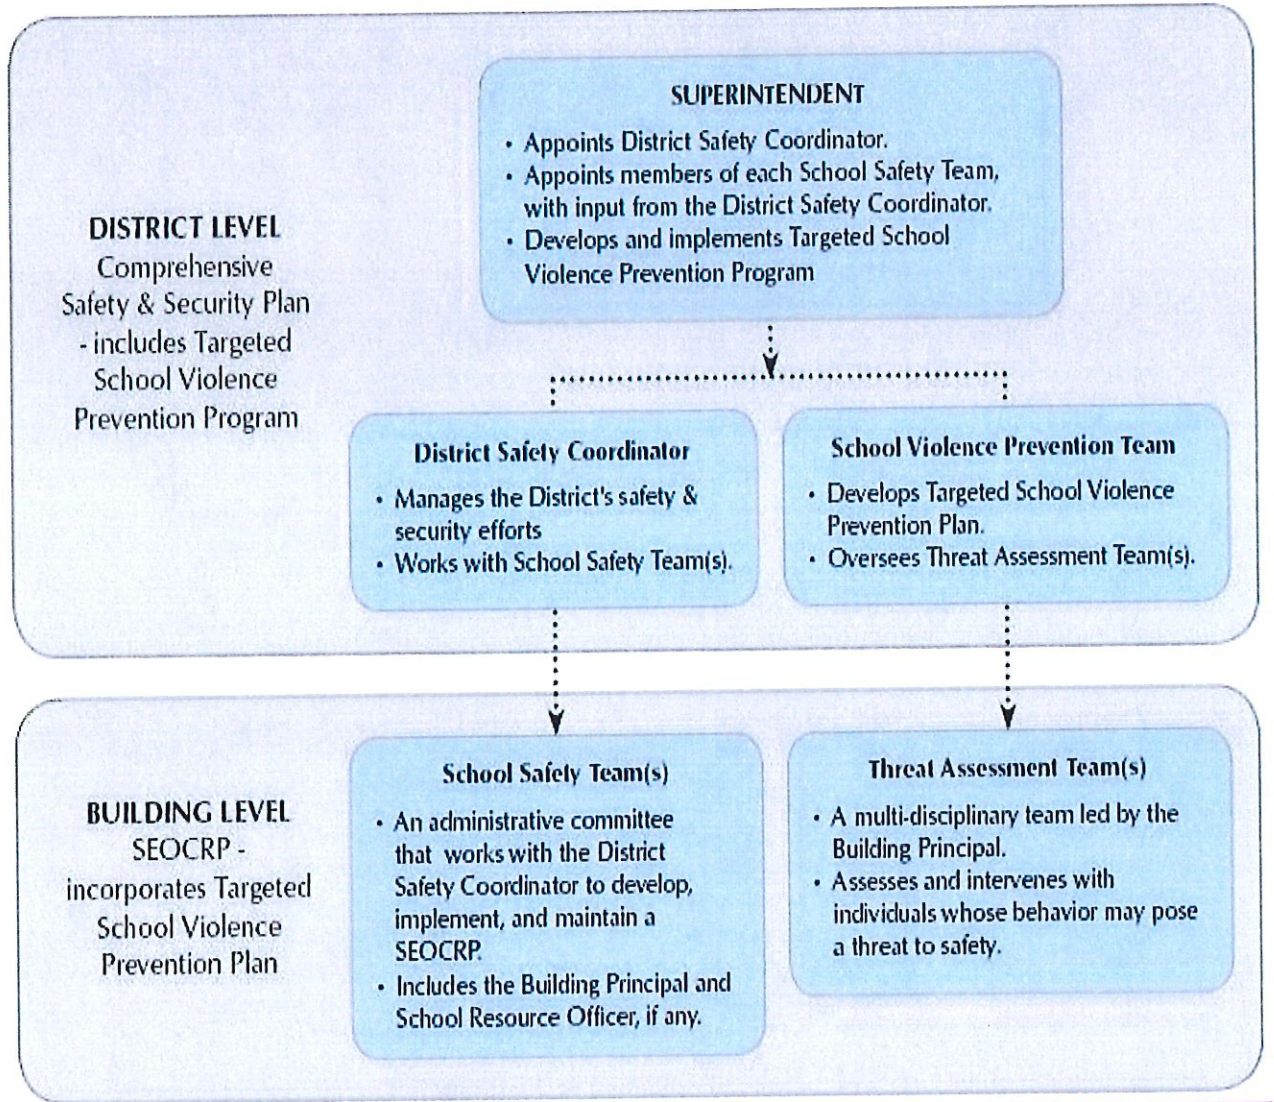 SUPERINTENDENT
• Appoints District Safety Coordinator.
• Appoints members of each School Safety Team,
with input from the District Safety Coordinator.
• Develops and implements Targeted School
Violence Prevention Program
DISTRICT LEVEL
Comprehensive
Safety & Security Plan
- includes Targeted
School Violence
Prevention Program
District Safety Coordinator
• Manages the District's safety &
security efforts
• Works with School Safety Team(s).
School Violence Prevention Team
• Develops Targeted School Violence
Prevention Plan.
• Oversees Threat Assessment Team(s).
BUILDING LEVEL
SEOCRP -
incorporates Targeted
School Violence
Prevention Plan
School Safety Team(s)
• An administrative committee
that works with the District
Safety Coordinator to develop,
implement, and maintain a
SEOCRP.
• Includes the Building Principal and
School Resource Officer, if any.
Threat Assessment Team(s)
• A multi-disciplinary team led by the
Building Principal.
• Assesses and intervenes with
individuals whose behavior may pose
a threat to safety.